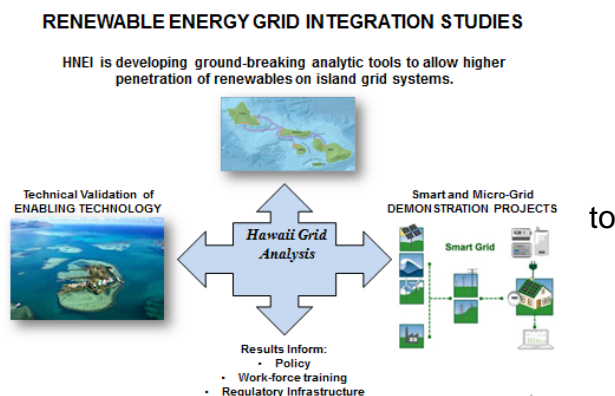 RENEWABLE ENERGY GRID INTEGRATION STUDIES
HNEI is developing ground-breaking analytic tools to allow higher
penetration of renewables on island grid systems.
Technical Validation of
ENABLING TECHNOLOGY
Hawaii Grid
Analysis
Smart and Micro-Grid
DEMONSTRATION PROJECTS
to
Smart Grid
Results Inform:
• Policy
• Work-force training
• Regulatory Infrastructure